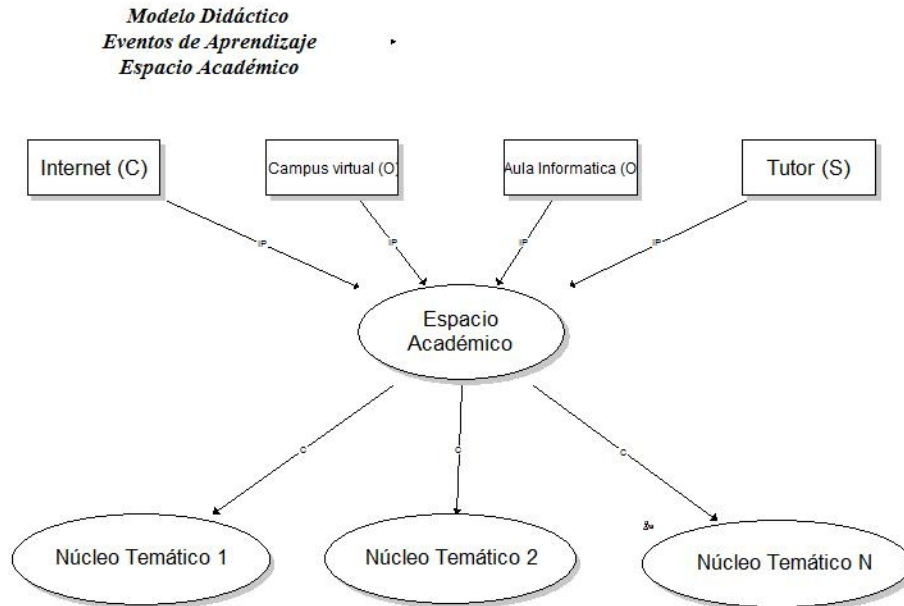 Modelo Didáctico
Eventos de Aprendizaje
Espacio Académico
Internet (C)
Campus virtual (O)
Aula Informatica (O
Tutor (S)
IP
IP
IP
IP
Espacio
Académico
C
C
C
Núcleo Temático 1
Núcleo Temático 2
Núcleo Temático N